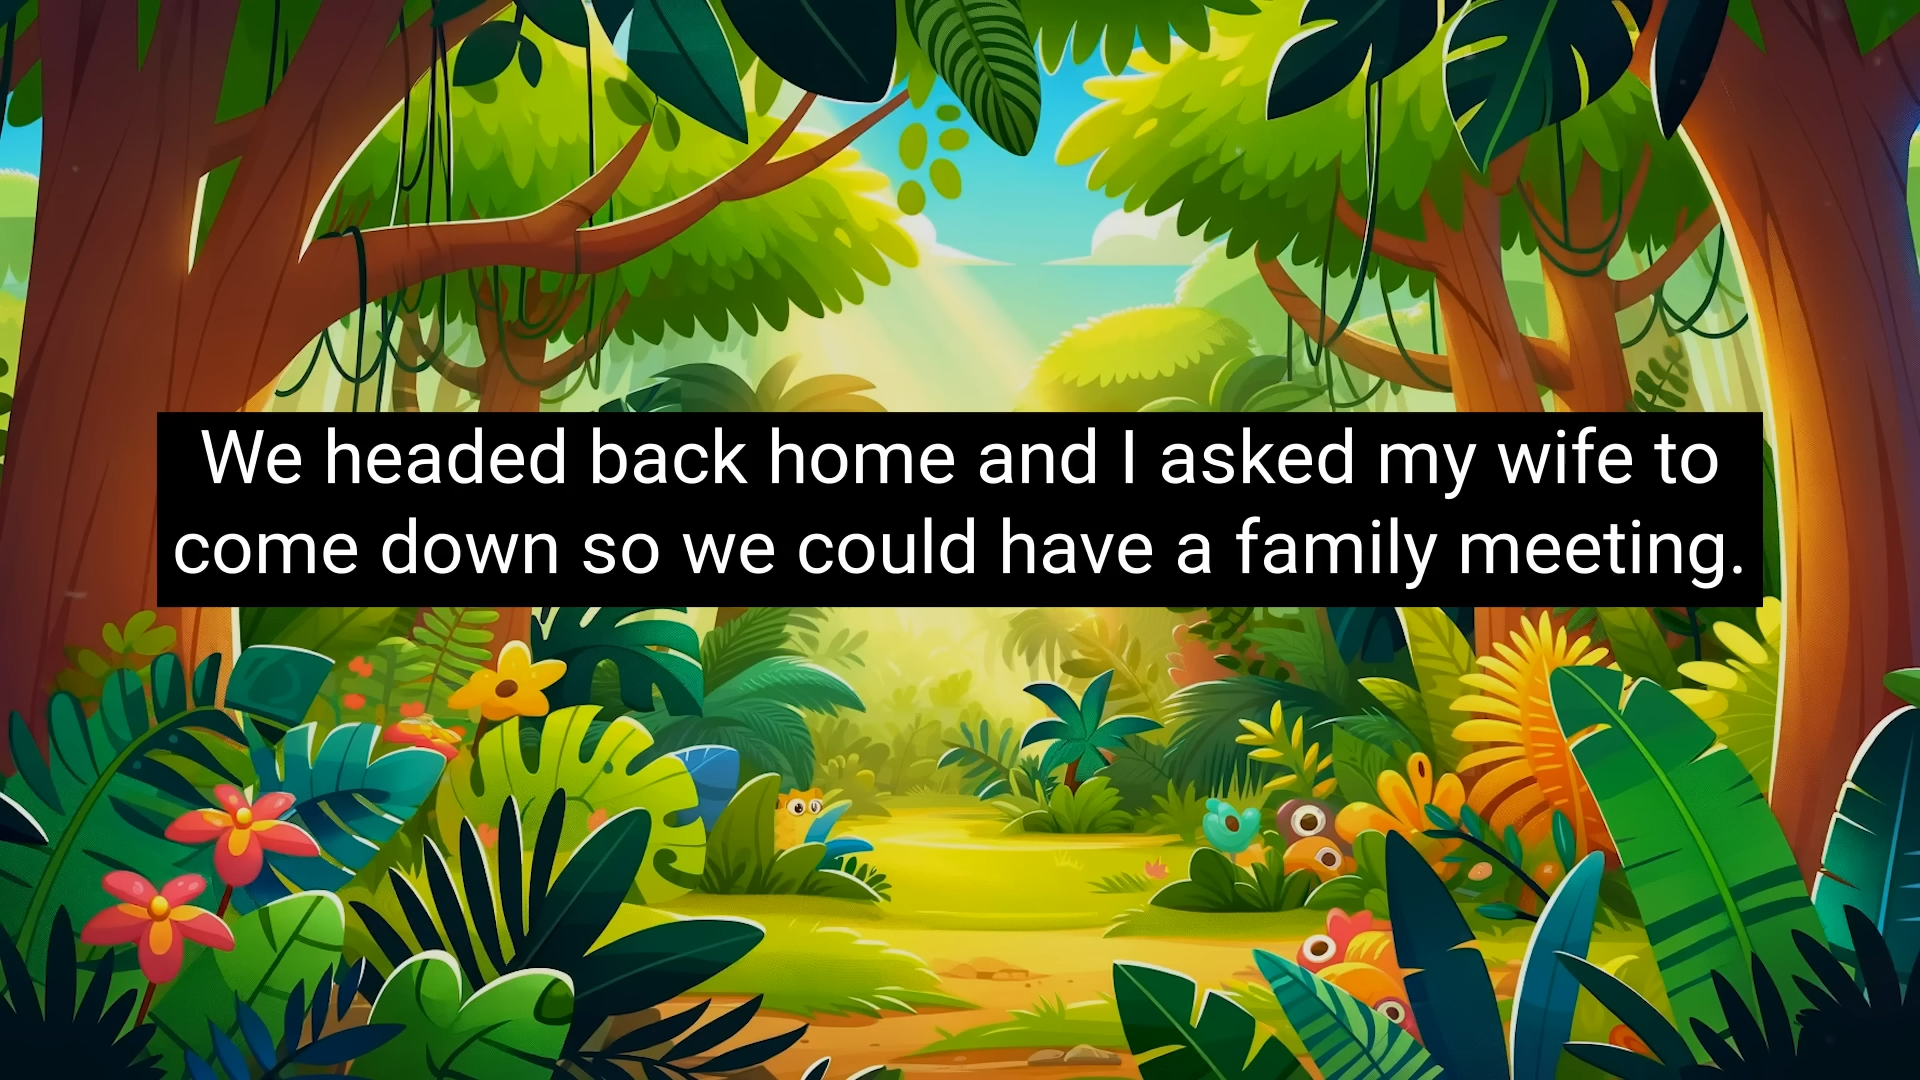 We headed back home and I asked my wife to
come down so we could have a family meeting.